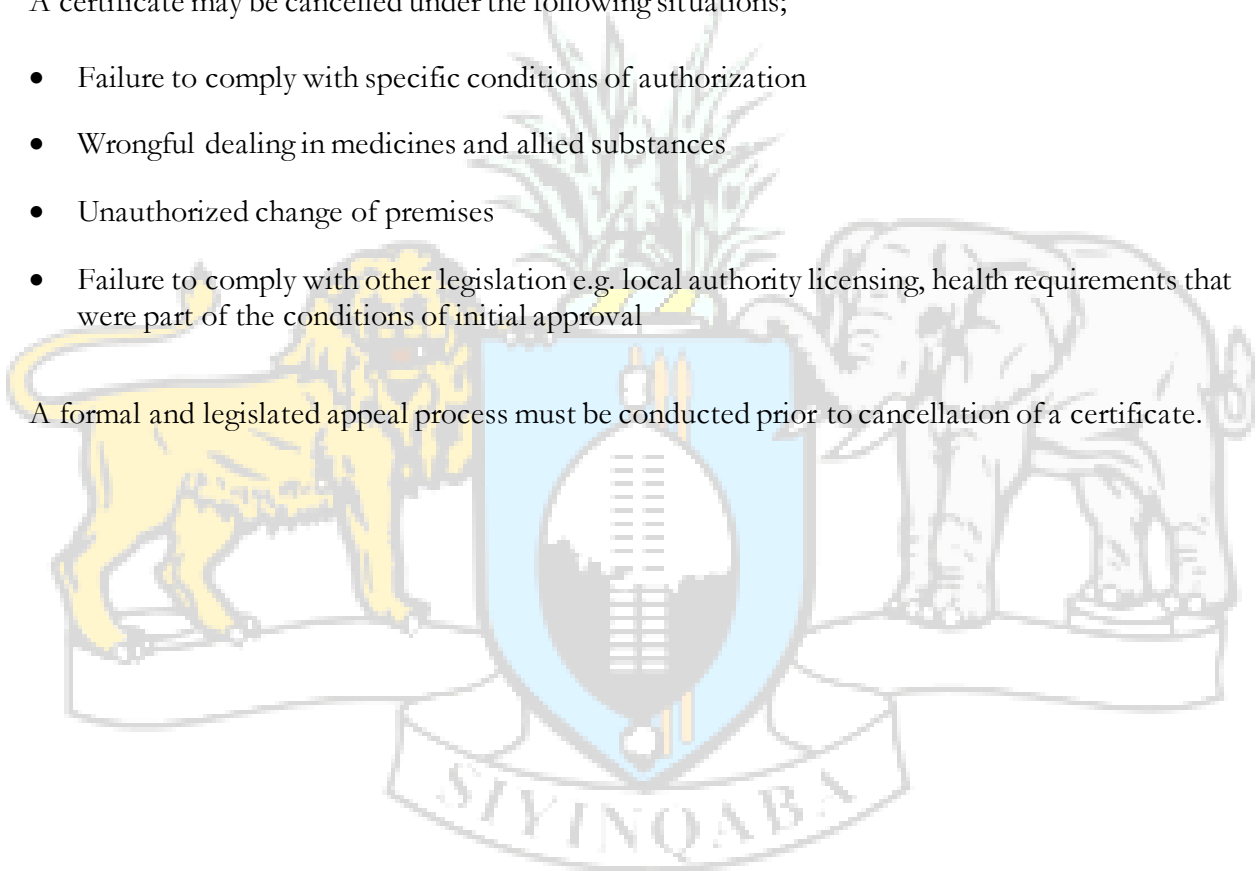 A certificate may be cancelled under the following situations;
• Failure to comply with specific conditions of authorization
• Wrongful dealing in medicines and allied substances
• Unauthorized change of premises
• Failure to comply with other legislation e.g. local authority licensing, health requirements that
were part of the conditions of initial approval
A formal and legislated appeal process must be conducted prior to cancellation of a certificate.
SIYINQABA